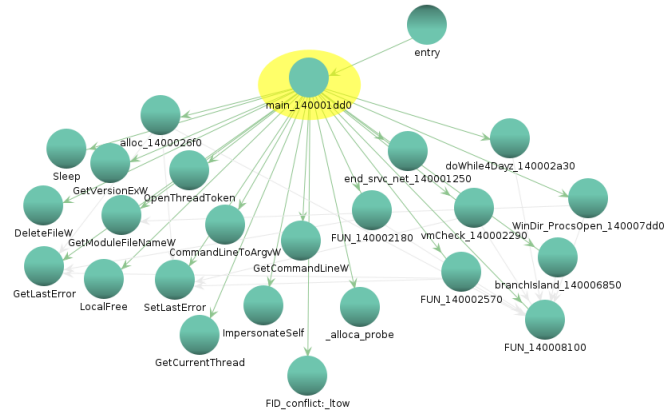 entry
main_140001dd0
alloc_1400026f0
doWhile4Dayz_140002a30
Sleep
end_srvc_net_140001250
GetVersionExW
OpenThreadToken
DeleteFileW
GetModuleFileNameW
FUN_140002180
vmCheck_140002290
WinDir_ProcsOpen_140007dd0
CommandLineToArgvW
GetCommandLineW
branchIsland_140006850
GetLastError
LocalFree
SetLastError
FUN_140002570
ImpersonateSelf
_alloca_probe
FUN_140008100
GetCurrentThread
FID_conflict:_ltow